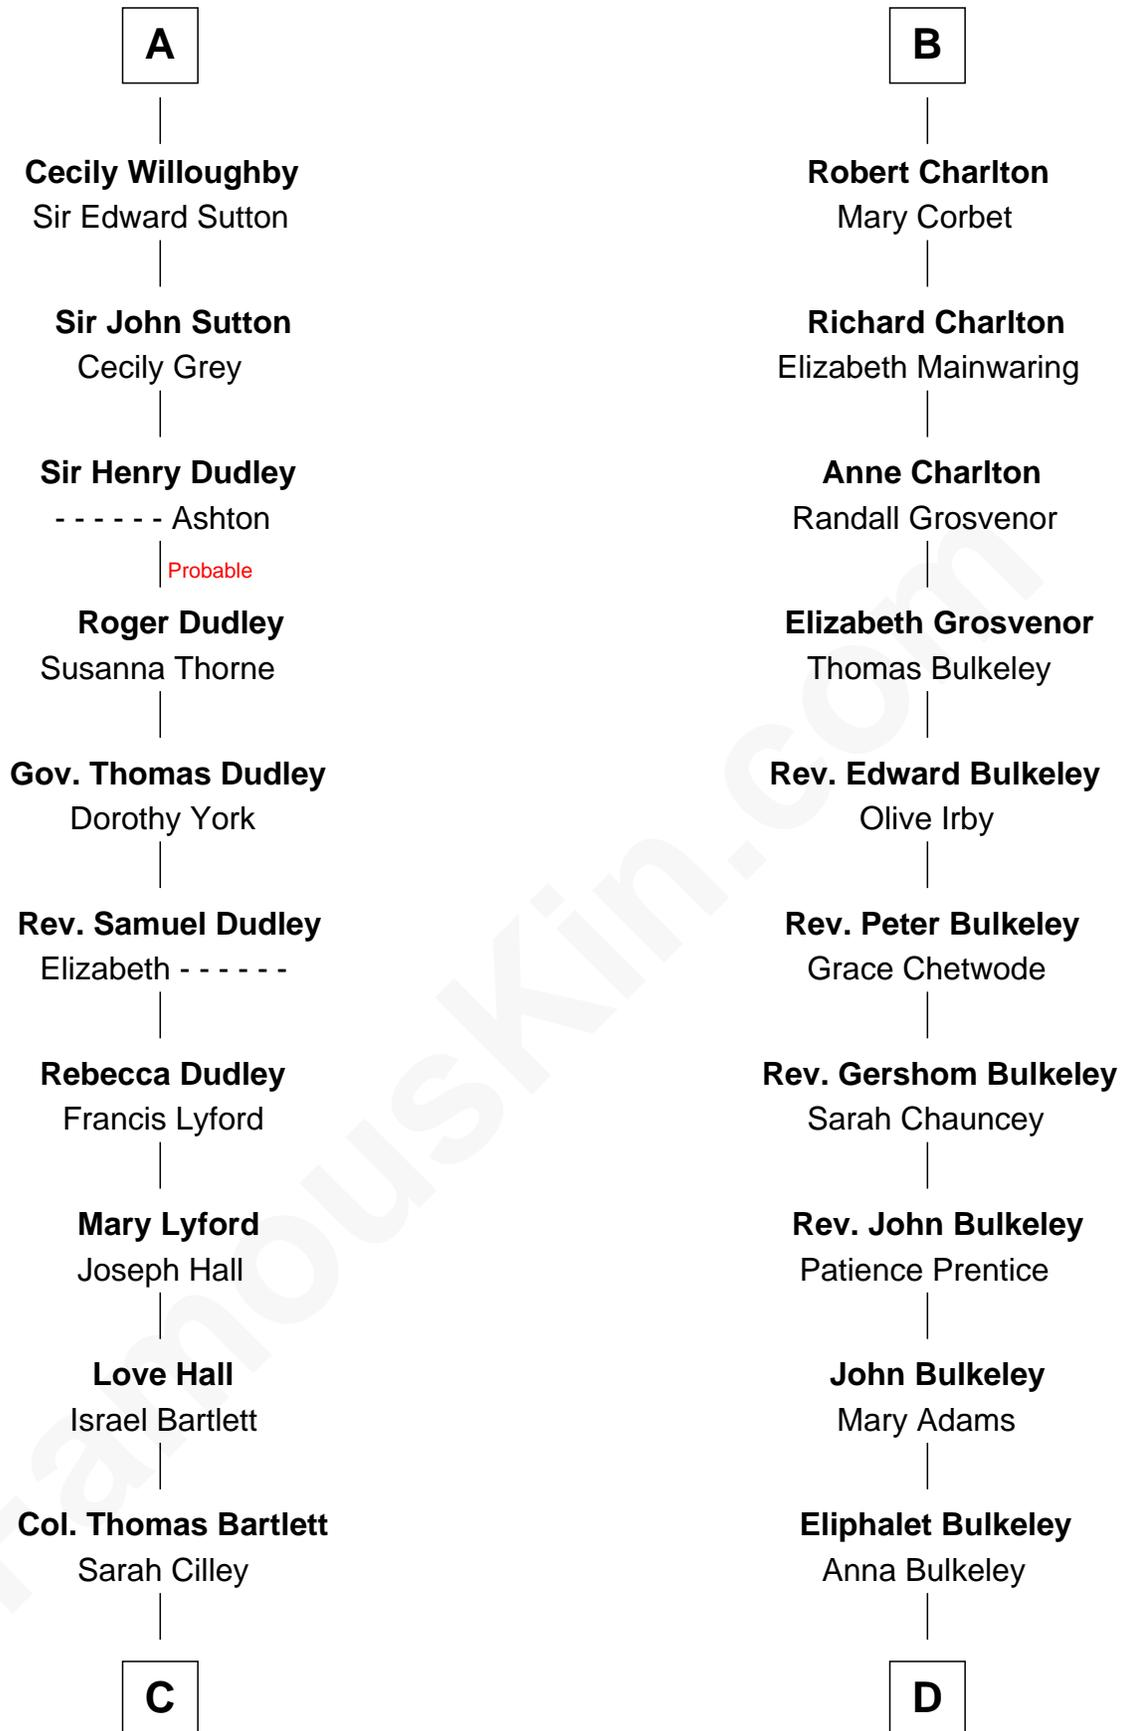 A
Cecily Willoughby
Sir Edward Sutton
Sir John Sutton
Cecily Grey
Sir Henry Dudley
- - - - - - Ashton
Probable
Roger Dudley
Susanna Thorne
Gov. Thomas Dudley
Dorothy York
Rev. Samuel Dudley
Elizabeth - - - - - -
Rebecca Dudley
Francis Lyford
Mary Lyford
Joseph Hall
Love Hall
Israel Bartlett
Col. Thomas Bartlett
Sarah Cilley
C
B
Robert Charlton
Mary Corbet
Richard Charlton
Elizabeth Mainwaring
Anne Charlton
Randall Grosvenor
Elizabeth Grosvenor
Thomas Bulkeley
Rev. Edward Bulkeley
Olive Irby
Rev. Peter Bulkeley
Grace Chetwode
Rev. Gershom Bulkeley
Sarah Chauncey
Rev. John Bulkeley
Patience Prentice
John Bulkeley
Mary Adams
Eliphalet Bulkeley
Anna Bulkeley
D
FamousKin.com